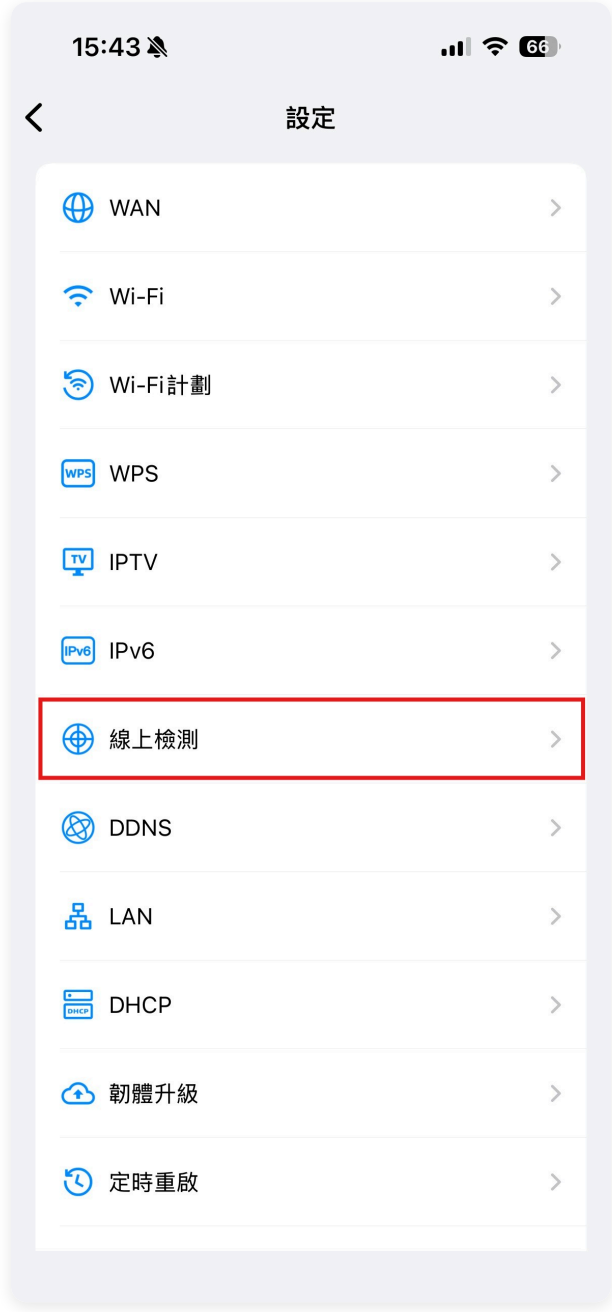 15:43
66
設定
WAN
Wi-Fi
Wi-Fi計劃
WPS WPS
TV IPTV
IPv6 IPv6
線上檢測
DDNS
LAN
DHCP DHCP
韌體升級
定時重啟